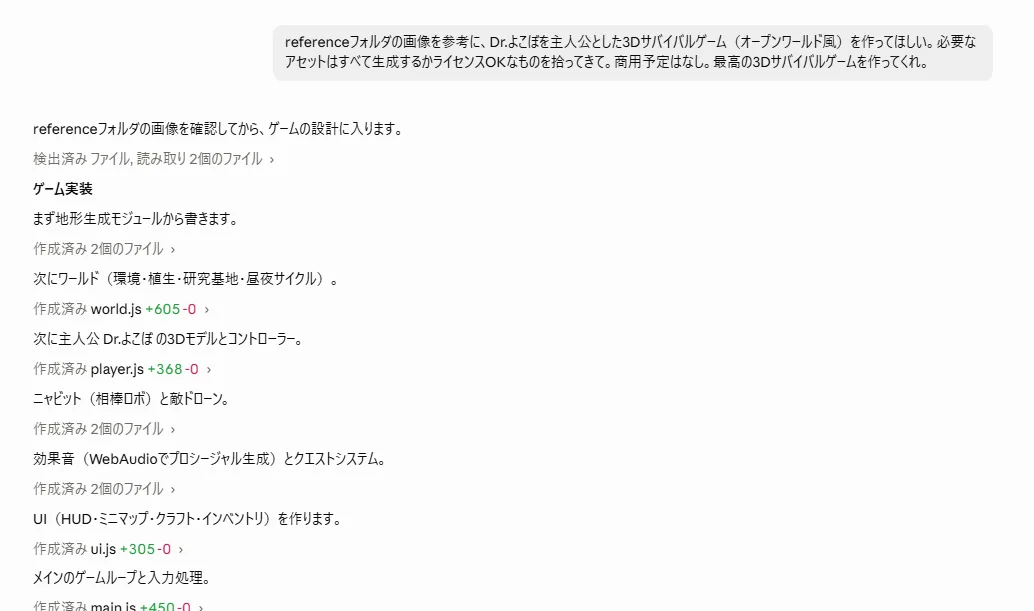 referenceフォルダの画像を参考に、Dr.よこぼを主人公とした3Dサバイバルゲーム（オープンワールド風）を作ってほしい。必要な
アセットはすべて生成するかライセンスOKなものを拾ってきて。商用予定はなし。最高の3Dサバイバルゲームを作ってくれ。
referenceフォルダの画像を確認してから、ゲームの設計に入ります。
検出済み ファイル, 読み取り 2個のファイル ›
ゲーム実装
まず地形生成モジュールから書きます。
作成済み 2個のファイル ›
次にワールド（環境・植生・研究基地・昼夜サイクル）。
作成済み world.js +605 -0 ›
次に主人公 Dr.よこぼ の3Dモデルとコントローラー。
作成済み player.js +368 -0 ›
ニャビット（相棒ロボ）と敵ドローン。
作成済み 2個のファイル ›
効果音（WebAudioでプロシージャル生成）とクエストシステム。
作成済み 2個のファイル ›
UI（HUD・ミニマップ・クラフト・インベントリ）を作ります。
作成済み ui.js +305 -0 ›
メインのゲームループと入力処理。
作成済み main.js +450 -0 ›